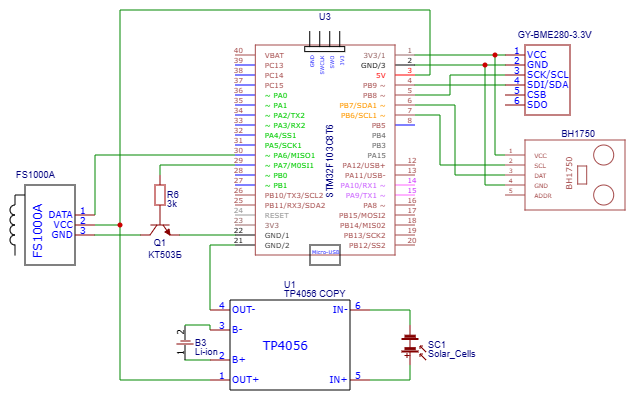 U3
GY-BME280-3.3V
1 VCC
2 GND
3 SCK/SCL
4 SDI/SDA
5 CSB
6 SDO
GND
SWCLK
SWO
3V3
40 VBAT
39 PC13
38 PC14
37 PC15
36 ~ PA0
35 ~ PA1
34 ~ PA2/TX2
33 ~ PA3/RX2
32 PA4/SS1
31 PA5/SCK1
30 ~ PA6/MISO1
29 ~ PA7/MOSI1
28 ~ PB0
27 ~ PB1
26 PB10/TX3/SCL2
25 PB11/RX3/SDA2
24 RESET
23 3V3
22 GND/1
21 GND/2
STM32F103C8T6
Micro-USB
3V3/1 1
GND/3 2
5V 3
PB9 ~ 4
PB8 ~ 5
PB7/SDA1 ~ 6
PB6/SCL1 ~ 7
PB5 8
PB4
PB3
PA15
PA12/USB+ 12
PA11/USB- 13
PA10/RX1 ~ 14
PA9/TX1 ~ 15
PA8 ~ 16
PB15/MOSI2 17
PB14/MISO2 18
PB13/SCK2 19
PB12/SS2 20
BH1750
1 VCC
2 SCL
3 DAT
4 GND
5 ADDR
BH1750
FS1000A
FS1000A
DATA 1
VCC 2
GND 3
R6
3k
Q1
КТ503Б
U1
TP4056 COPY
TP4056
4 OUT-
3 B-
2 B+
1 OUT+
IN- 6
IN+ 5
B3
Li-ion
2
1
SC1
Solar_Cells